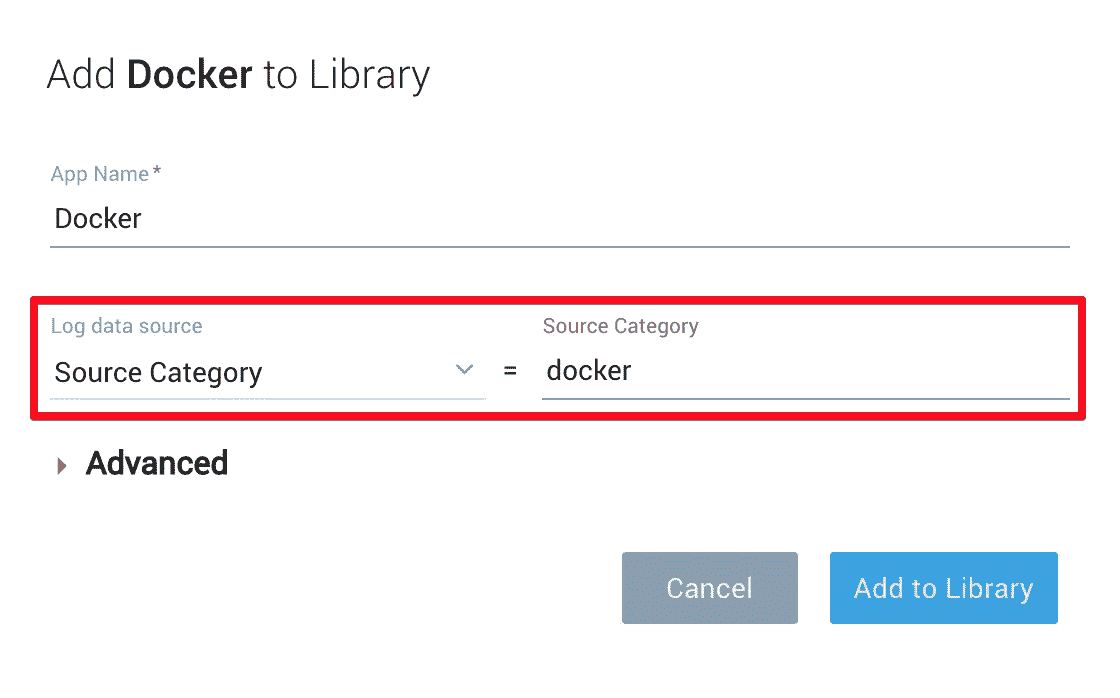 Add Docker to Library
App Name*
Docker
Log data source
Source Category
Source Category
=
docker
Advanced
Cancel
Add to Library